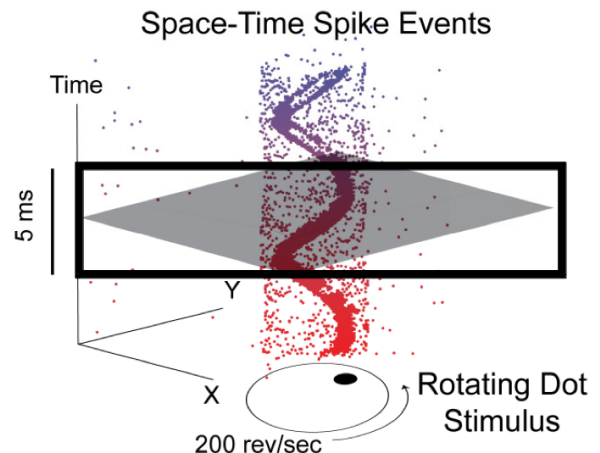 Space-Time Spike Events
Time
5 ms
Y
X
Rotating Dot
Stimulus
200 rev/sec